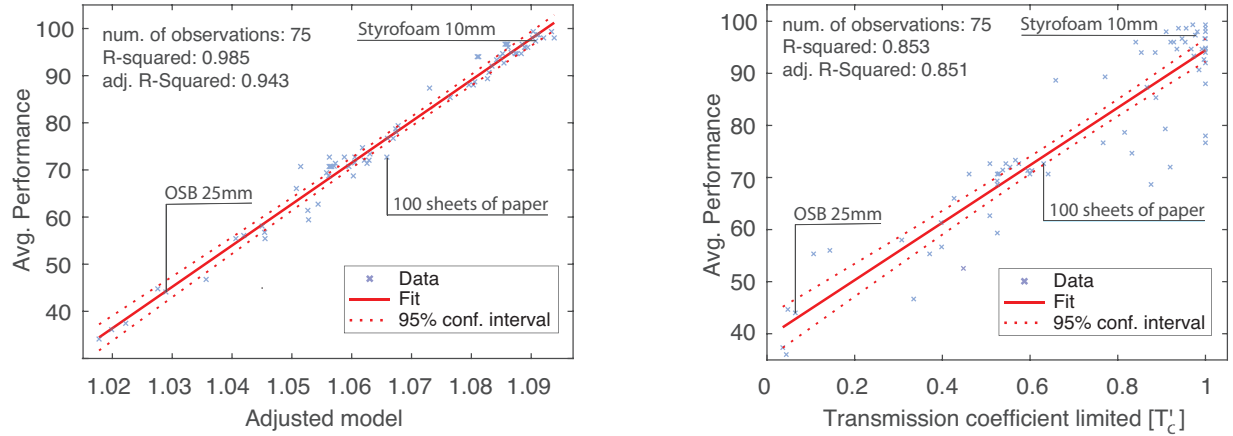 num. of observations: 75
R-squared: 0.985
adj. R-Squared: 0.943
Styrofoam 10mm
OSB 25mm
100 sheets of paper
Data
Fit
95% conf. interval
100
90
80
70
60
50
40
Avg. Performance
1.02 1.03 1.04 1.05 1.06 1.07 1.08 1.09
Adjusted model
num. of observations: 75
R-squared: 0.853
adj. R-Squared: 0.851
Styrofoam 10mm
OSB 25mm
100 sheets of paper
Data
Fit
95% conf. interval
100
90
80
70
60
50
40
Avg. Performance
0 0.2 0.4 0.6 0.8 1
Transmission coefficient limited [T'c]